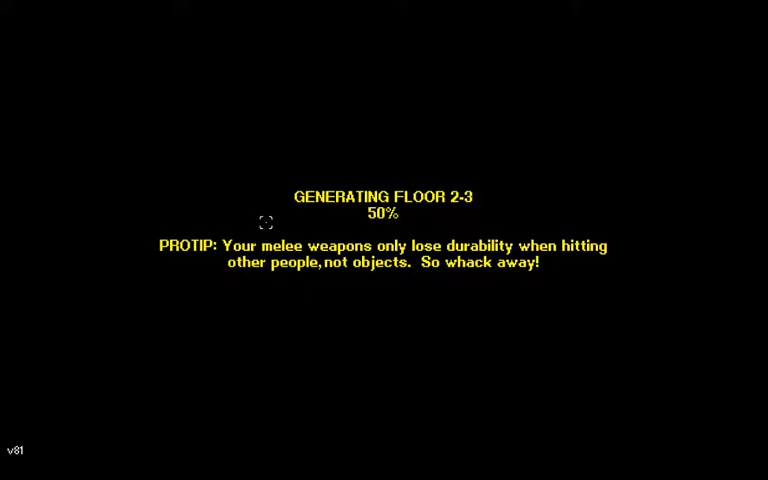 GENERATING FLOOR 2-3
50%
PROTIP: Your melee weapons only lose durability when hitting
other people, not objects.  So whack away!
v81